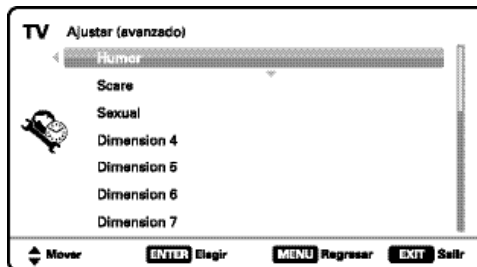 TV Ajustar (avanzado)
Humor
Scare
Sexual
Dimension 4
Dimension 5
Dimension 6
Dimension 7
Mover ENTER Elegir MENU Regresar EXIT Salir